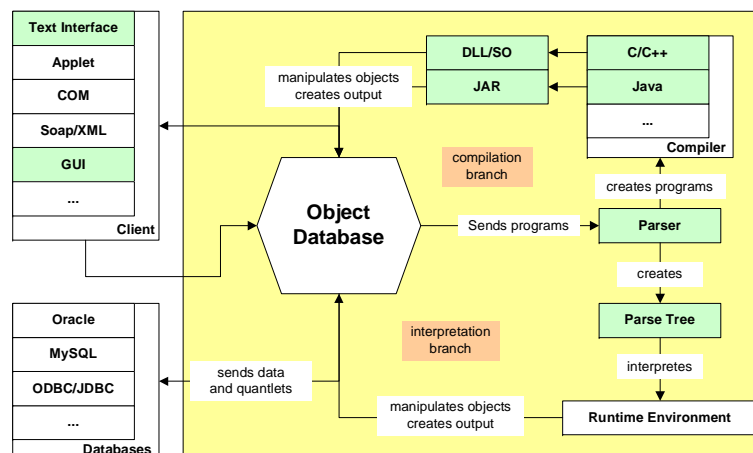 Text Interface
Applet
COM
Soap/XML
GUI
...
Client
manipulates objects
creates output
DLL/SO
JAR
C/C++
Java
...
Compiler
compilation
branch
creates programs
Object
Database
Sends programs
Parser
creates
Parse Tree
interpretes
Runtime Environment
interpretation
branch
manipulates objects
creates output
sends data
and quantlets
Oracle
MySQL
ODBC/JDBC
...
Databases